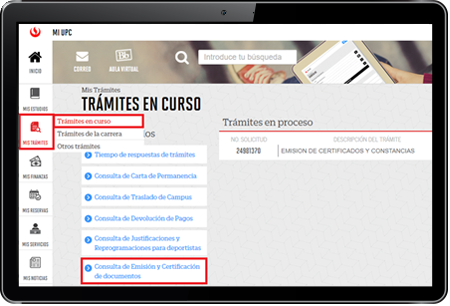 MI UPC
CORREO
AULA VIRTUAL
Introduce tu búsqueda
INICIO
MIS ESTUDIOS
MIS TRÁMITES
MIS FINANZAS
MIS RESERVAS
MIS SERVICIOS
MIS NOTICIAS
Mis Trámites
TRÁMITES EN CURSO
Trámites en curso
Trámites de la carrera
Otros trámites
Tiempo de respuestas de trámites
Consulta de Carta de Permanencia
Consulta de Traslado de Campus
Consulta de Devolución de Pagos
Consulta de Justificaciones y
Reprogramaciones para deportistas
Consulta de Emisión y Certificación
de documentos
Trámites en proceso
NO. SOLICITUD
DESCRIPCIÓN DEL TRÁMITE
24981370
EMISION DE CERTIFICADOS Y CONSTANCIAS